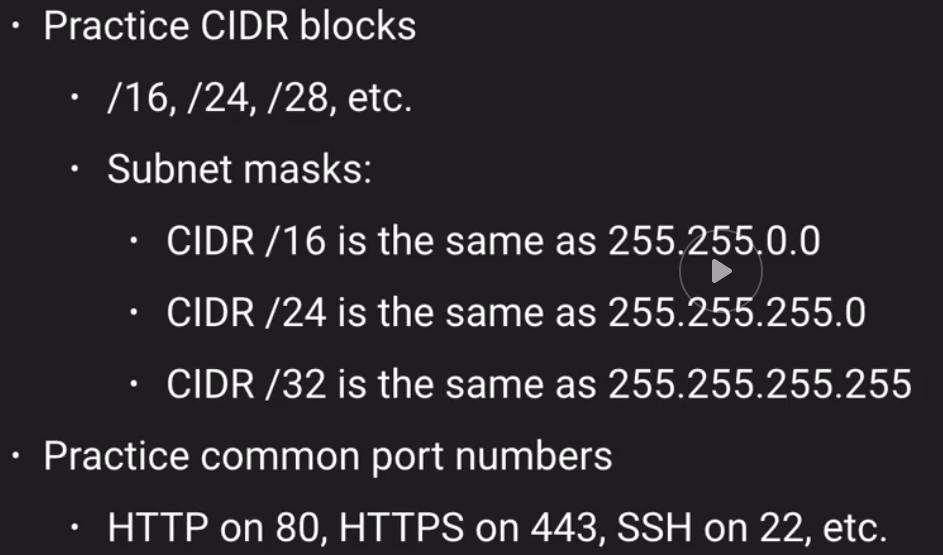 · Practice CIDR blocks
· /16, /24, /28, etc.
· Subnet masks:
· CIDR /16 is the same as 255.255.0.0
· CIDR /24 is the same as 255.255.255.0
· CIDR /32 is the same as 255.255.255.255
· Practice common port numbers
· HTTP on 80, HTTPS on 443, SSH on 22, etc.